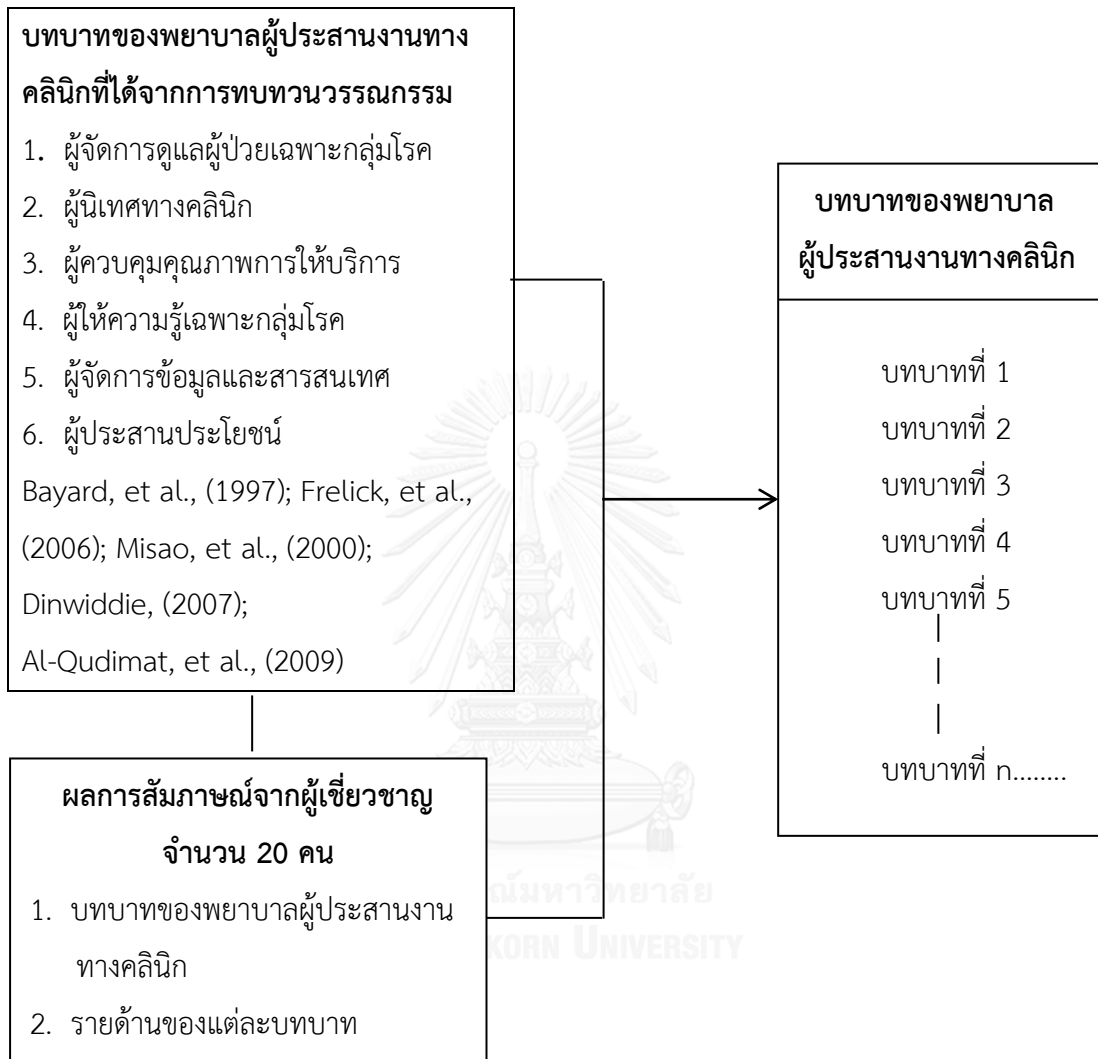 บทบาทของพยาบาลผู้ประสานงานทาง
คลินิกที่ได้จากการทบทวนวรรณกรรม
1. ผู้จัดการดูแลผู้ป่วยเฉพาะกลุ่มโรค
2. ผู้นิเทศทางคลินิก
3. ผู้ควบคุมคุณภาพการให้บริการ
4. ผู้ให้ความรู้เฉพาะกลุ่มโรค
5. ผู้จัดการข้อมูลและสารสนเทศ
6. ผู้ประสานประโยชน์
Bayard, et al., (1997); Frelick, et al.,
(2006); Misao, et al., (2000);
Dinwiddie, (2007);
Al-Qudimat, et al., (2009)
ผลการสัมภาษณ์จากผู้เชี่ยวชาญ
จำนวน 20 คน
1. บทบาทของพยาบาลผู้ประสานงาน
ทางคลินิก
2. รายด้านของแต่ละบทบาท
บทบาทของพยาบาล
ผู้ประสานงานทางคลินิก
บทบาทที่ 1
บทบาทที่ 2
บทบาทที่ 3
บทบาทที่ 4
บทบาทที่ 5
บทบาทที่ n........
ณ์มหาวิทยาลัย
KORN UNIVERSITY